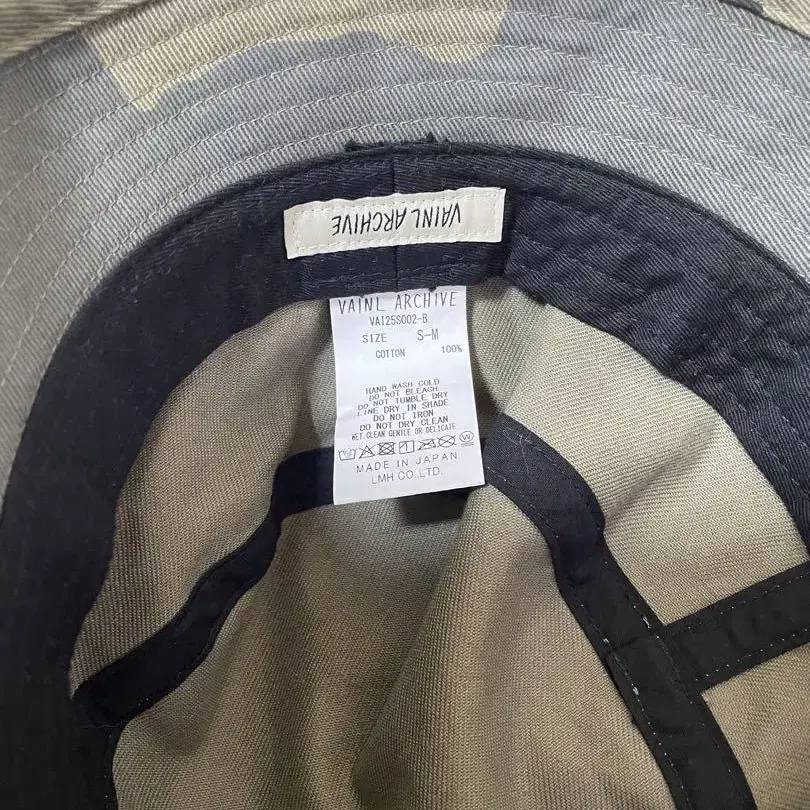 VAINL ARCHIVE
VAINL ARCHIVE
VAI25S002-B
SIZE S-M
COTTON 100%
HAND WASH COLD
DO NOT BLEACH
DO NOT TUMBLE DRY
LINE DRY IN SHADE
DO NOT IRON
DO NOT DRY CLEAN
WET CLEAN GENTLE OR DELICATE
MADE IN JAPAN
LMH CO.,LTD.